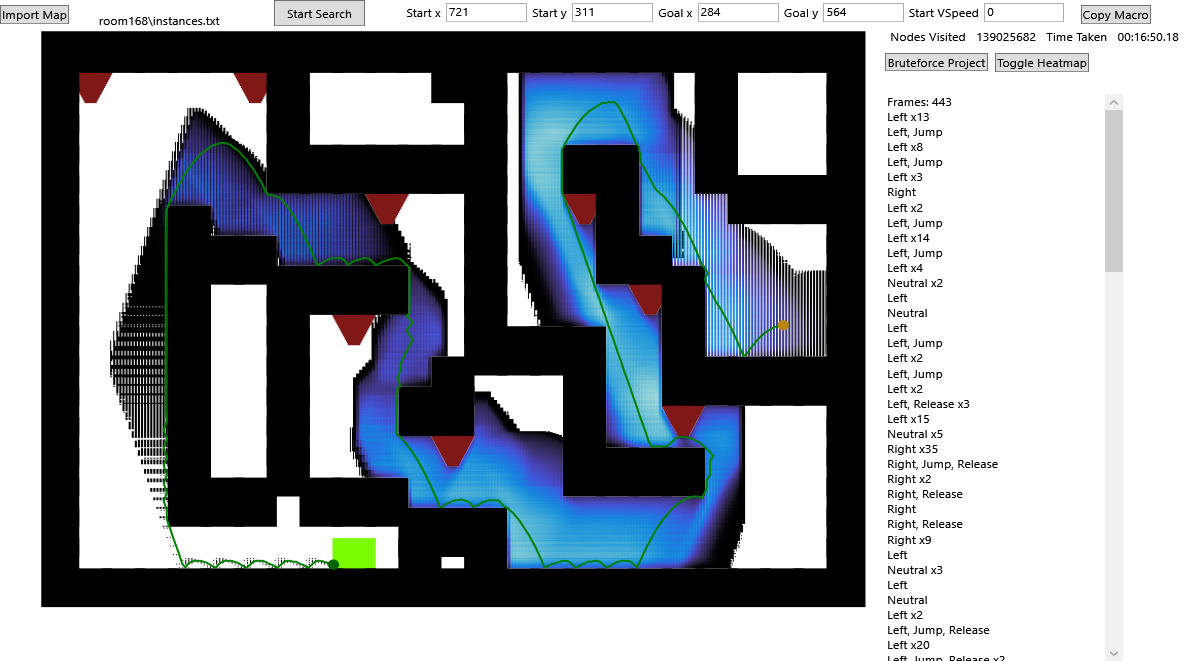 Import Map
room168\instances.txt
Start Search
Start x 721 Start y 311 Goal x 284 Goal y 564 Start VSpeed 0
Copy Macro
Nodes Visited 139025682 Time Taken 00:16:50.18
Bruteforce Project Toggle Heatmap
Frames: 443
Left x13
Left, Jump
Left x8
Left, Jump
Left x3
Right
Left x2
Left, Jump
Left x14
Left, Jump
Left x4
Neutral x2
Left
Neutral
Left
Left, Jump
Left x2
Left, Jump
Left x2
Left, Release x3
Left x15
Neutral x5
Right x35
Right, Jump, Release
Right x2
Right, Release
Right
Right, Release
Right x9
Left
Neutral x3
Left
Neutral
Left x2
Left, Jump, Release
Left x20
Left, Jump, Release x2